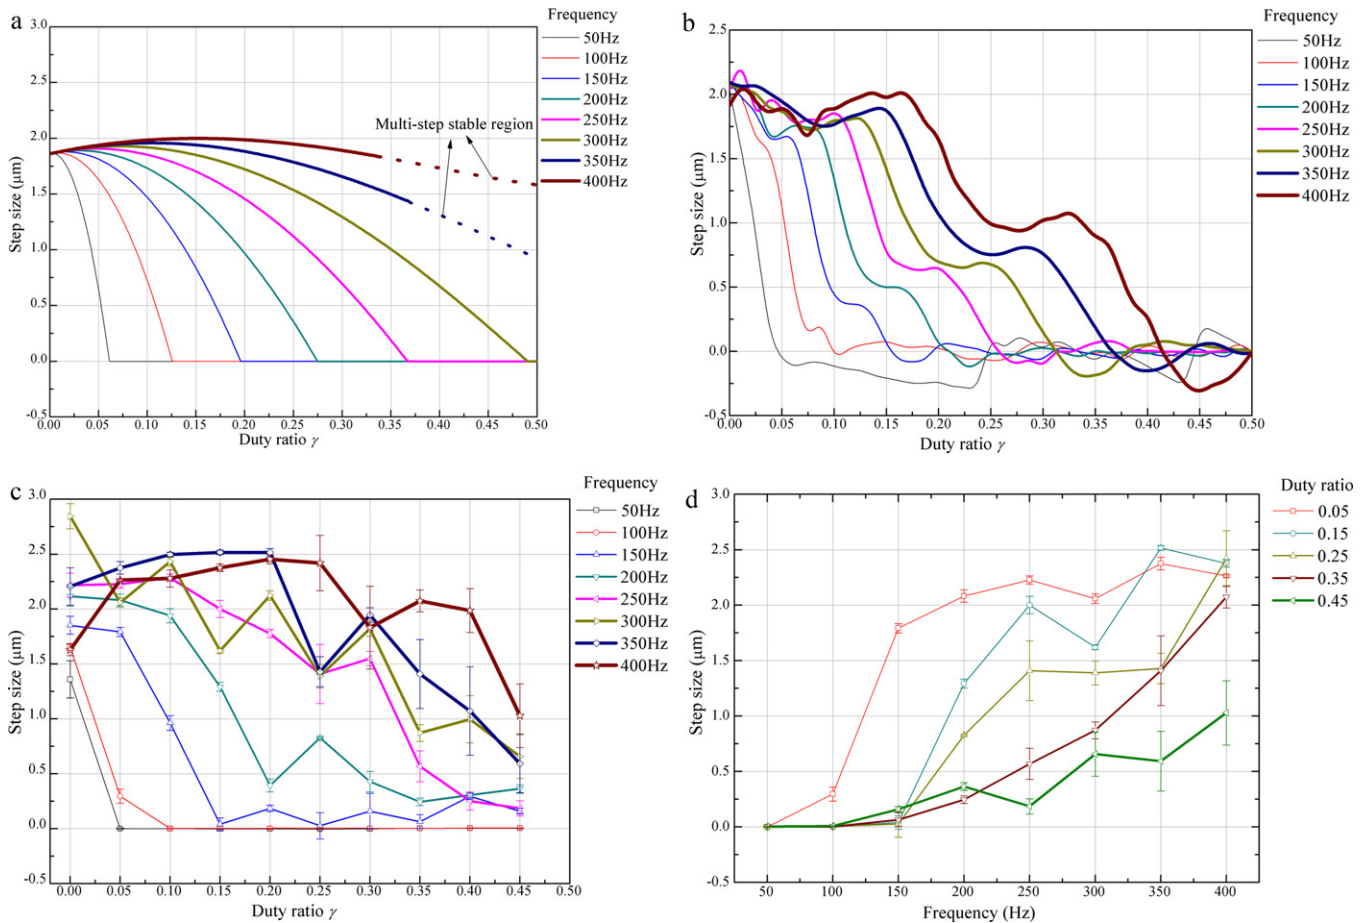 a
Frequency
50Hz
100Hz
150Hz
200Hz
250Hz
300Hz
350Hz
400Hz
Multi-step stable region
3.0
2.5
2.0
1.5
1.0
0.5
0.0
-0.5
Step size (μm)
0.00 0.05 0.10 0.15 0.20 0.25 0.30 0.35 0.40 0.45 0.50
Duty ratio γ
b
Frequency
50Hz
100Hz
150Hz
200Hz
250Hz
300Hz
350Hz
400Hz
2.5
2.0
1.5
1.0
0.5
0.0
-0.5
Step size (μm)
0.00 0.05 0.10 0.15 0.20 0.25 0.30 0.35 0.40 0.45 0.50
Duty ratio γ
c
Frequency
50Hz
100Hz
150Hz
200Hz
250Hz
300Hz
350Hz
400Hz
3.0
2.5
2.0
1.5
1.0
0.5
0.0
-0.5
Step size (μm)
0.00 0.05 0.10 0.15 0.20 0.25 0.30 0.35 0.40 0.45 0.50
Duty ratio γ
d
Duty ratio
0.05
0.15
0.25
0.35
0.45
3.0
2.5
2.0
1.5
1.0
0.5
0.0
-0.5
Step size (μm)
50 100 150 200 250 300 350 400
Frequency (Hz)